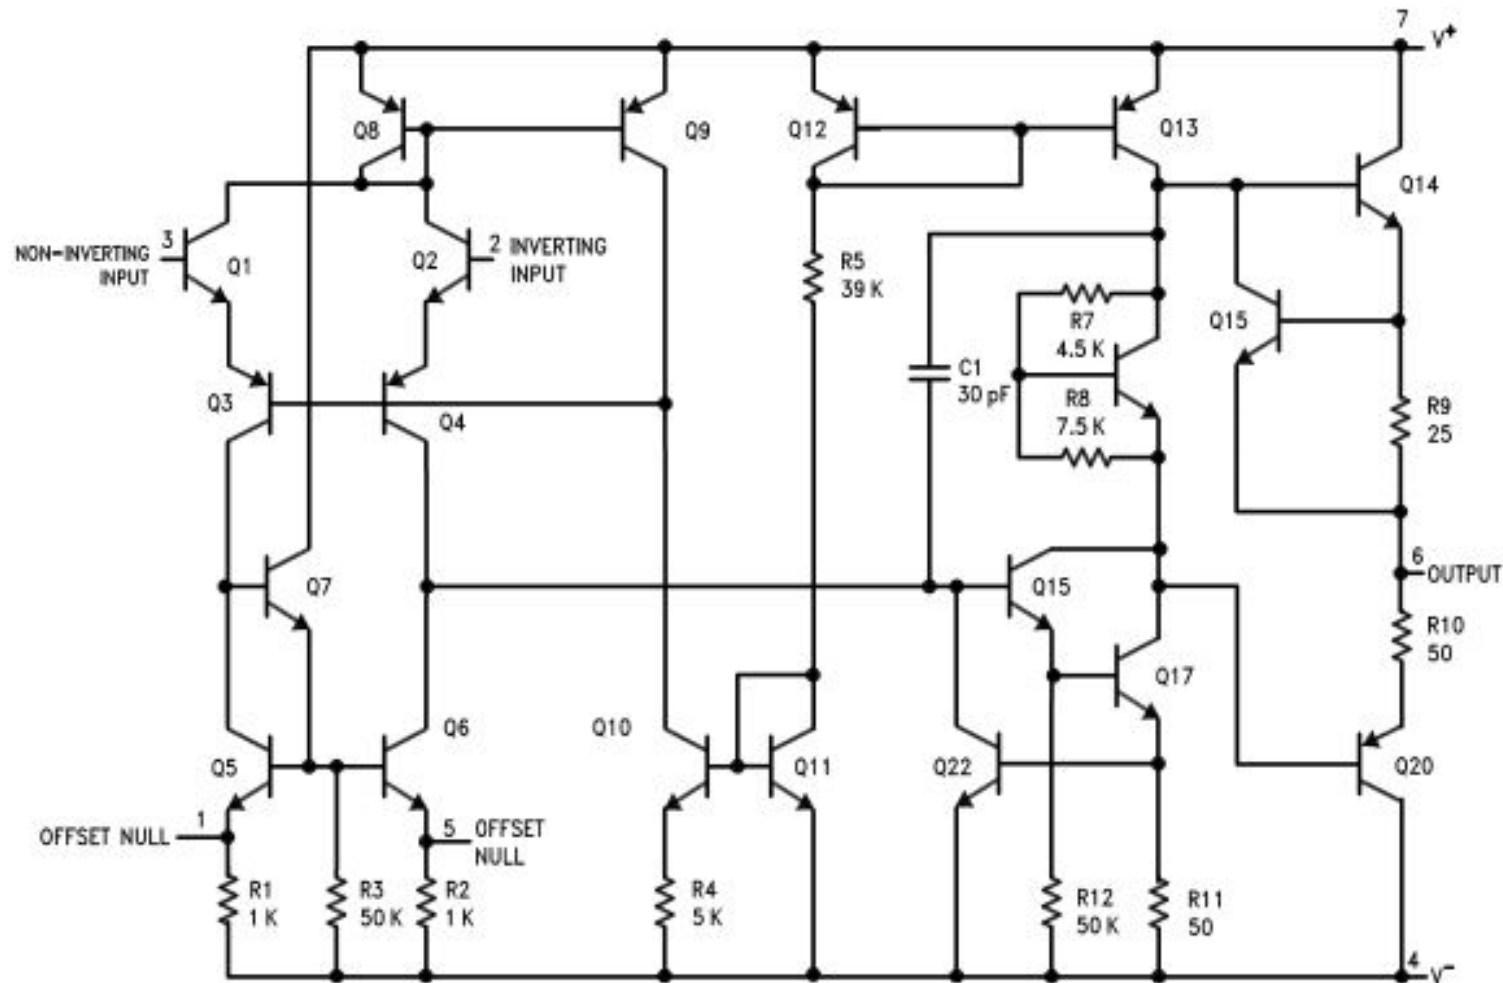 7
V+
Q8
Q9
Q12
Q13
Q14
3
NON-INVERTING
INPUT
Q1
Q2
2
INVERTING
INPUT
R5
39 K
R7
4.5 K
Q15
Q3
Q4
C1
30 pF
R8
7.5 K
R9
25
Q7
Q15
6
OUTPUT
R10
50
Q17
Q5
Q6
Q10
Q11
Q22
Q20
1
OFFSET NULL
5
OFFSET
NULL
R1
1 K
R3
50 K
R2
1 K
R4
5 K
R12
50 K
R11
50
4
V-